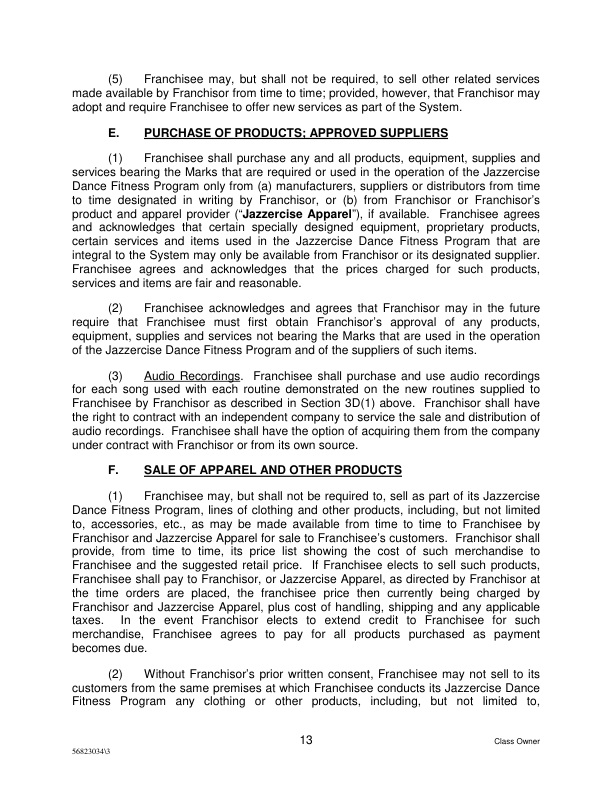 (5) Franchisee may, but shall not be required, to sell other related services
made available by Franchisor from time to time; provided, however, that Franchisor may
adopt and require Franchisee to offer new services as part of the System.
E. PURCHASE OF PRODUCTS; APPROVED SUPPLIERS
(1) Franchisee shall purchase any and all products, equipment, supplies and
services bearing the Marks that are required or used in the operation of the Jazzercise
Dance Fitness Program only from (a) manufacturers, suppliers or distributors from time
to time designated in writing by Franchisor, or (b) from Franchisor or Franchisor's
product and apparel provider (“Jazzercise Apparel”), if available. Franchisee agrees
and acknowledges that certain specially designed equipment, proprietary products,
certain services and items used in the Jazzercise Dance Fitness Program that are
integral to the System may only be available from Franchisor or its designated supplier.
Franchisee agrees and acknowledges that the prices charged for such products,
services and items are fair and reasonable.
(2) Franchisee acknowledges and agrees that Franchisor may in the future
require that Franchisee must first obtain Franchisor's approval of any products,
equipment, supplies and services not bearing the Marks that are used in the operation
of the Jazzercise Dance Fitness Program and of the suppliers of such items.
(3) Audio Recordings. Franchisee shall purchase and use audio recordings
for each song used with each routine demonstrated on the new routines supplied to
Franchisee by Franchisor as described in Section 3D(1) above. Franchisor shall have
the right to contract with an independent company to service the sale and distribution of
audio recordings. Franchisee shall have the option of acquiring them from the company
under contract with Franchisor or from its own source.
F. SALE OF APPAREL AND OTHER PRODUCTS
(1) Franchisee may, but shall not be required to, sell as part of its Jazzercise
Dance Fitness Program, lines of clothing and other products, including, but not limited
to, accessories, etc., as may be made available from time to time to Franchisee by
Franchisor and Jazzercise Apparel for sale to Franchisee's customers. Franchisor shall
provide, from time to time, its price list showing the cost of such merchandise to
Franchisee and the suggested retail price. If Franchisee elects to sell such products,
Franchisee shall pay to Franchisor, or Jazzercise Apparel, as directed by Franchisor at
the time orders are placed, the franchisee price then currently being charged by
Franchisor and Jazzercise Apparel, plus cost of handling, shipping and any applicable
taxes. In the event Franchisor elects to extend credit to Franchisee for such
merchandise, Franchisee agrees to pay for all products purchased as payment
becomes due.
(2) Without Franchisor's prior written consent, Franchisee may not sell to its
customers from the same premises at which Franchisee conducts its Jazzercise Dance
Fitness Program any clothing or other products, including, but not limited to,
13
Class Owner
56823034\3